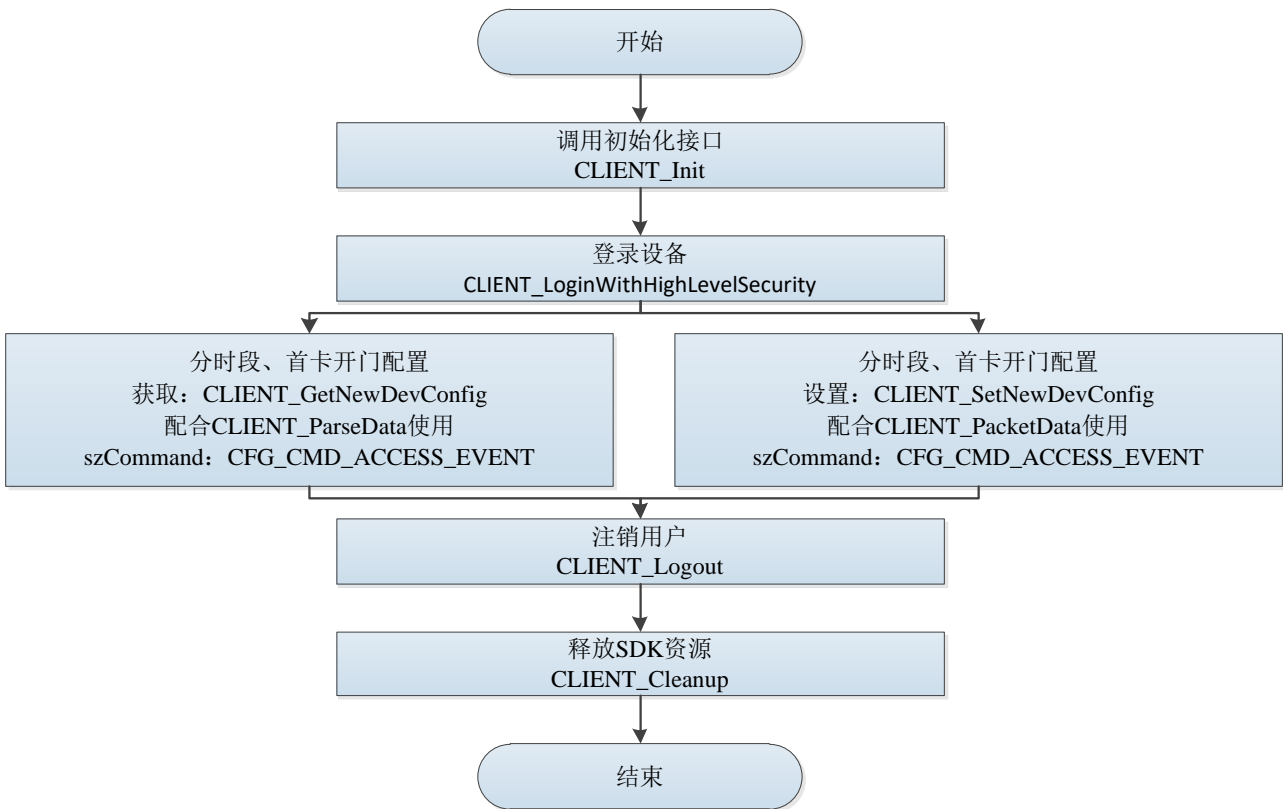 开始
调用初始化接口
CLIENT_Init
登录设备
CLIENT_LoginWithHighLevelSecurity
分时段、首卡开门配置
获取：CLIENT_GetNewDevConfig
配合CLIENT_ParseData使用
szCommand：CFG_CMD_ACCESS_EVENT
分时段、首卡开门配置
设置：CLIENT_SetNewDevConfig
配合CLIENT_PacketData使用
szCommand：CFG_CMD_ACCESS_EVENT
注销用户
CLIENT_Logout
释放SDK资源
CLIENT_Cleanup
结束